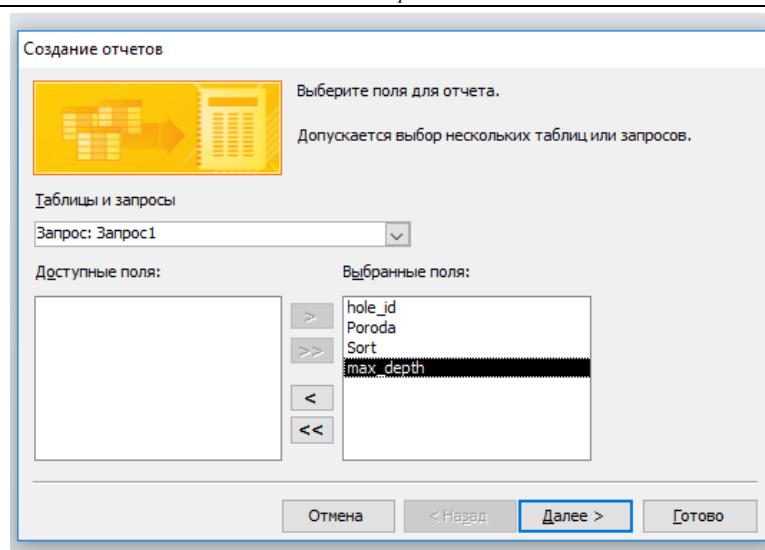 Создание отчетов
Выберите поля для отчета.
Допускается выбор нескольких таблиц или запросов.
Таблицы и запросы
Запрос: Запрос1
Доступные поля:
Выбранные поля:
hole_id
Poroda
Sort
max_depth
>
>>
<
<<
Отмена
< Назад
Далее >
Готово